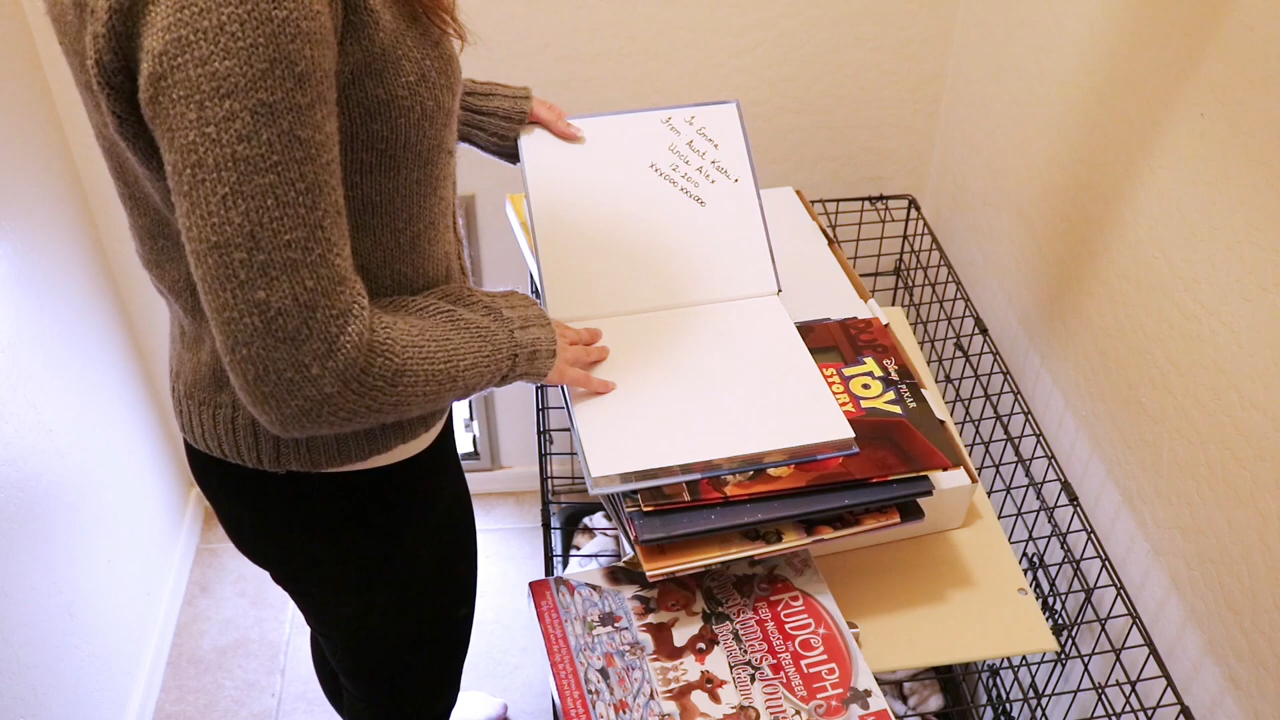 To Emma
From: Aunt Kathi &
Uncle Alex
12-2010
xxxooo xxxooo
Disney · PIXAR
TOY
STORY
RUDOLPH
THE
RED-NOSED REINDEER
Christmas Journey
Board Game